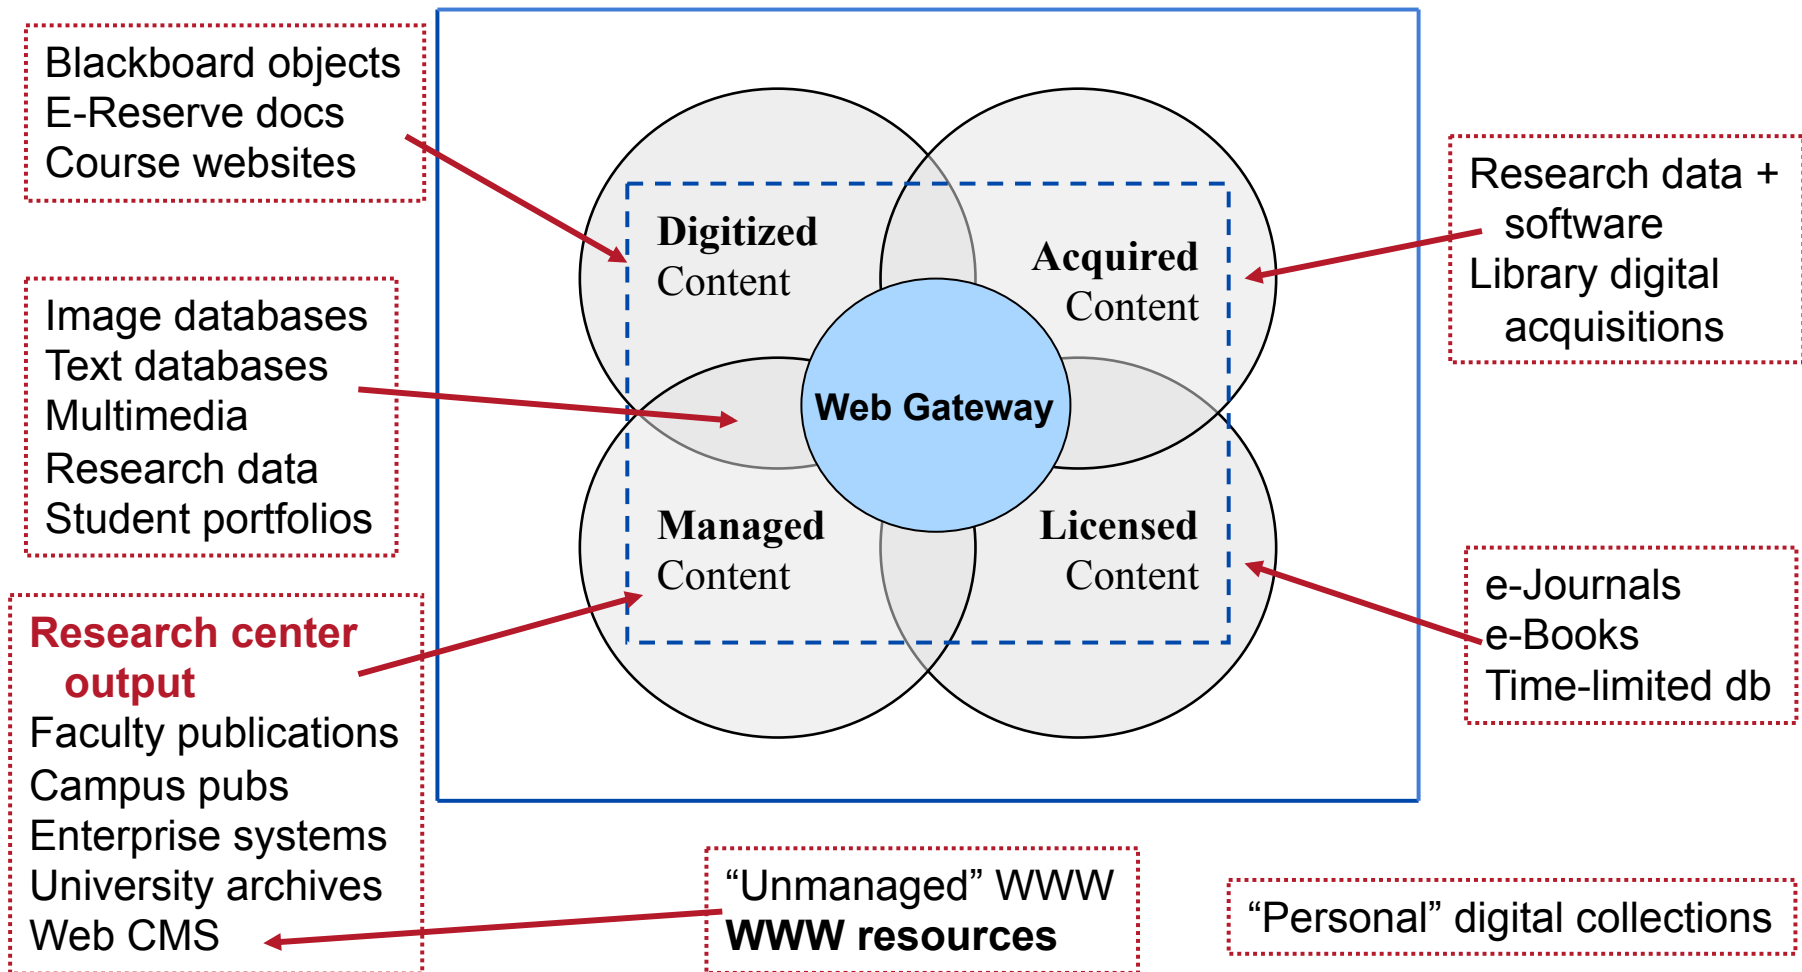 Blackboard objects
E-Reserve docs
Course websites
Image databases
Text databases
Multimedia
Research data
Student portfolios
Research center
output
Faculty publications
Campus pubs
Enterprise systems
University archives
Web CMS
Digitized
Content
Acquired
Content
Web Gateway
Managed
Content
Licensed
Content
Research data +
software
Library digital
acquisitions
e-Journals
e-Books
Time-limited db
“Unmanaged” WWW
WWW resources
“Personal” digital collections